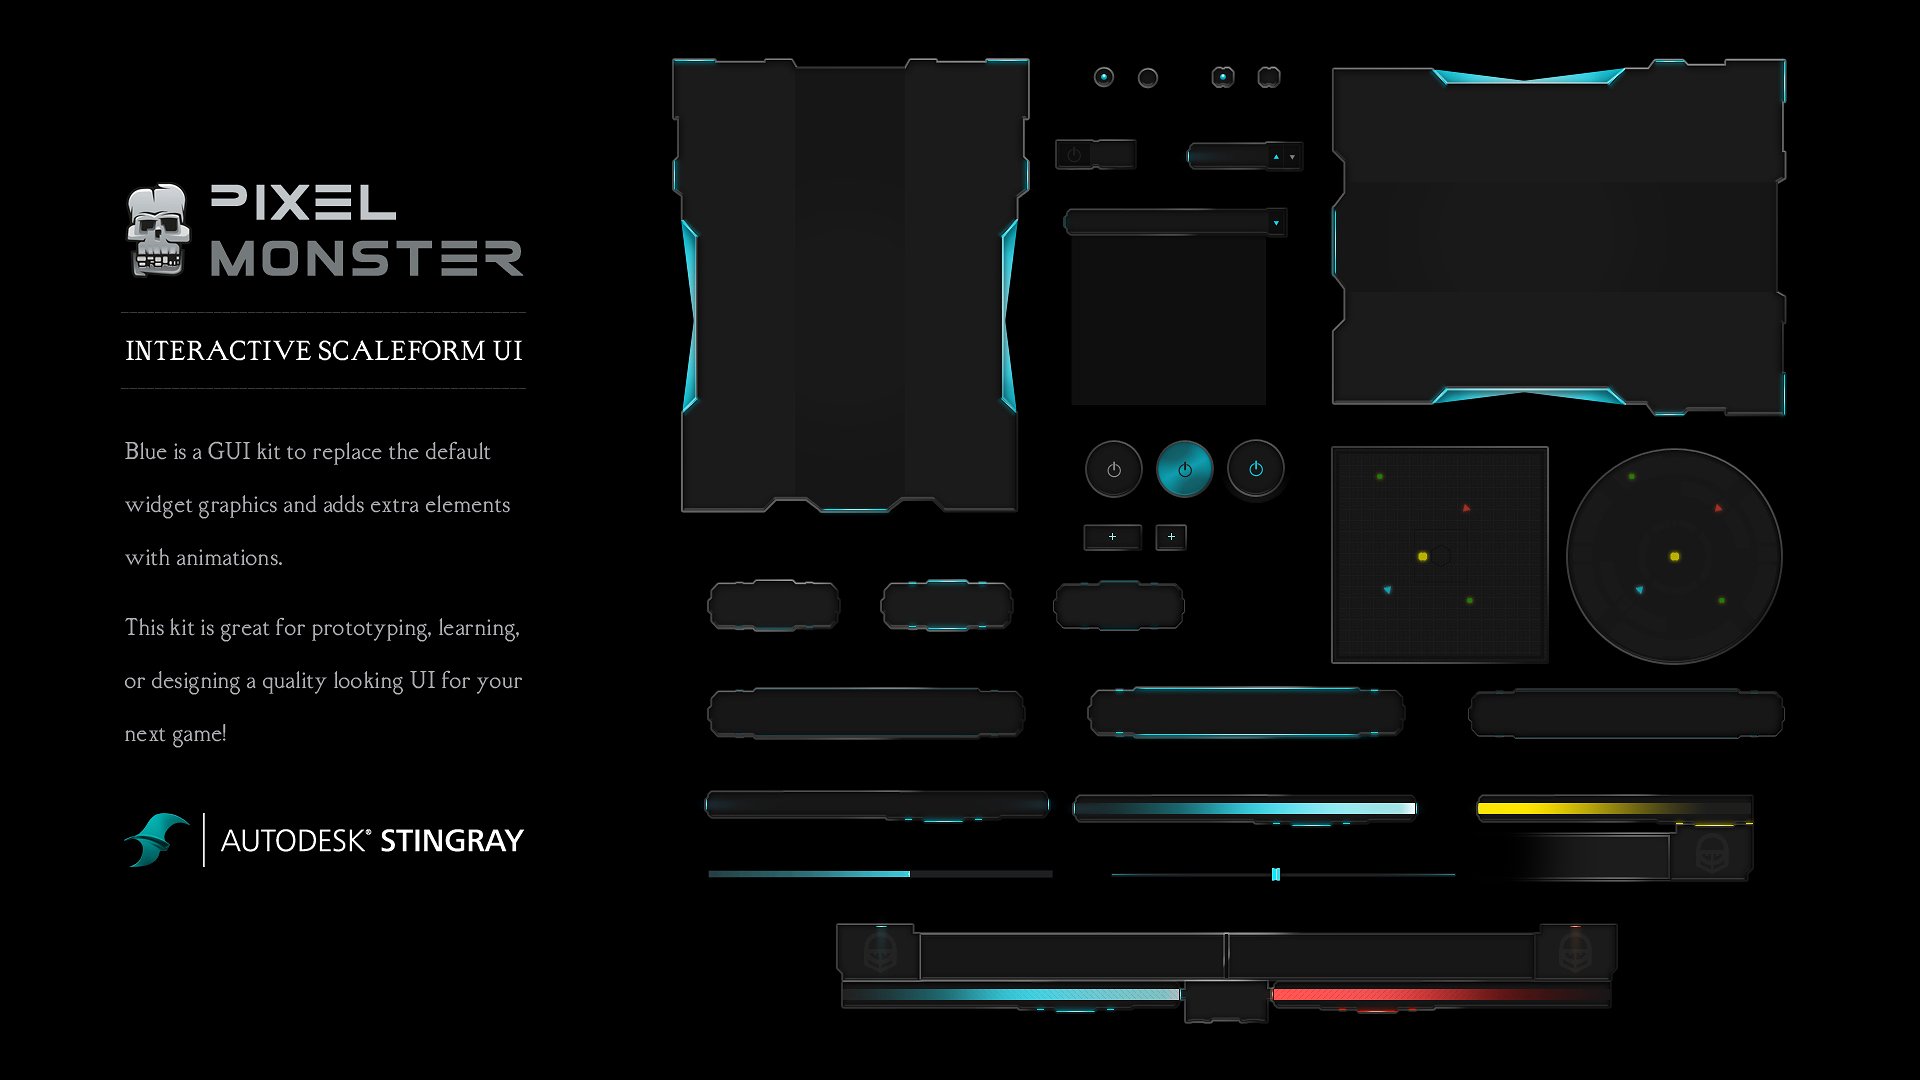 PIXEL
MONSTER
INTERACTIVE SCALEFORM UI
Blue is a GUI kit to replace the default
widget graphics and adds extra elements
with animations.
This kit is great for prototyping, learning,
or designing a quality looking UI for your
next game!
AUTODESK® STINGRAY